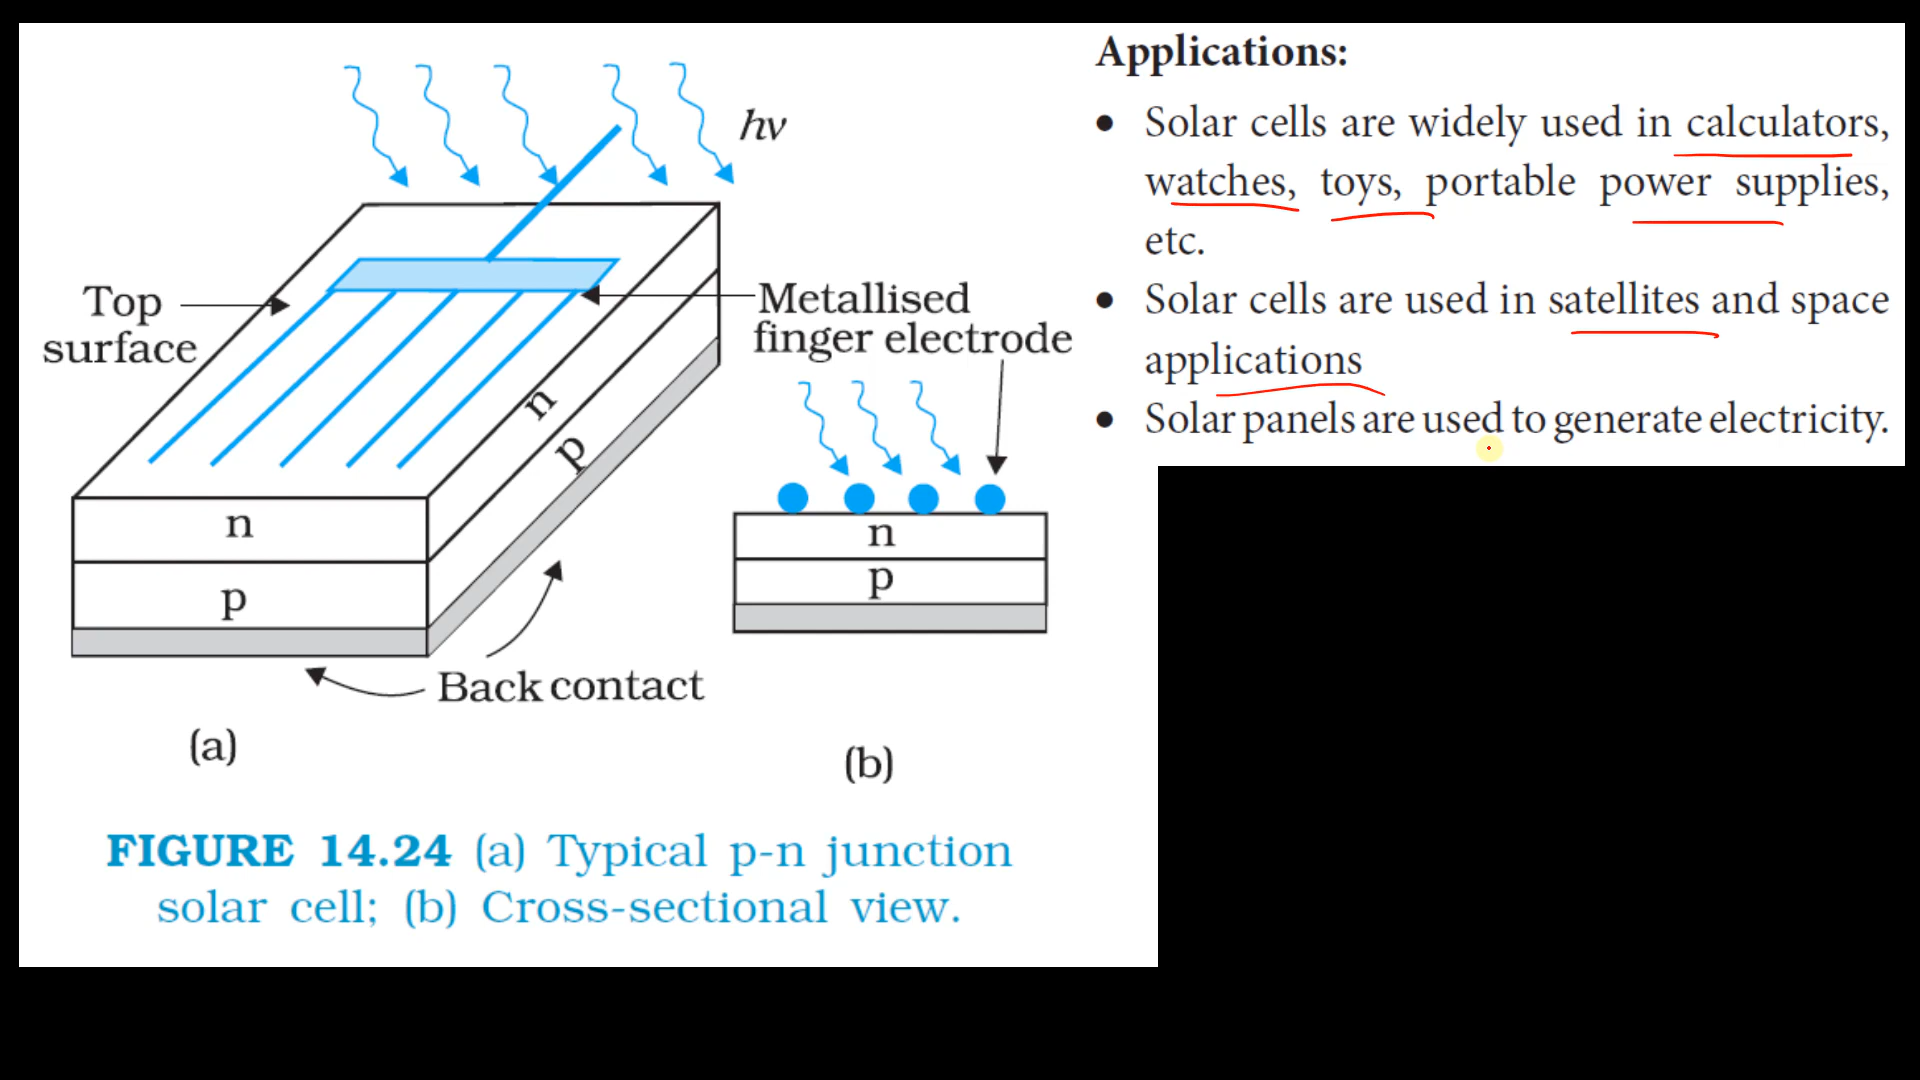 hν
Top
surface
Metallised
finger electrode
n
p
n
p
n
p
Back contact
(a)
(b)
FIGURE 14.24 (a) Typical p-n junction
solar cell; (b) Cross-sectional view.
Applications:
• Solar cells are widely used in calculators,
watches, toys, portable power supplies,
etc.
• Solar cells are used in satellites and space
applications
• Solar panels are used to generate electricity.